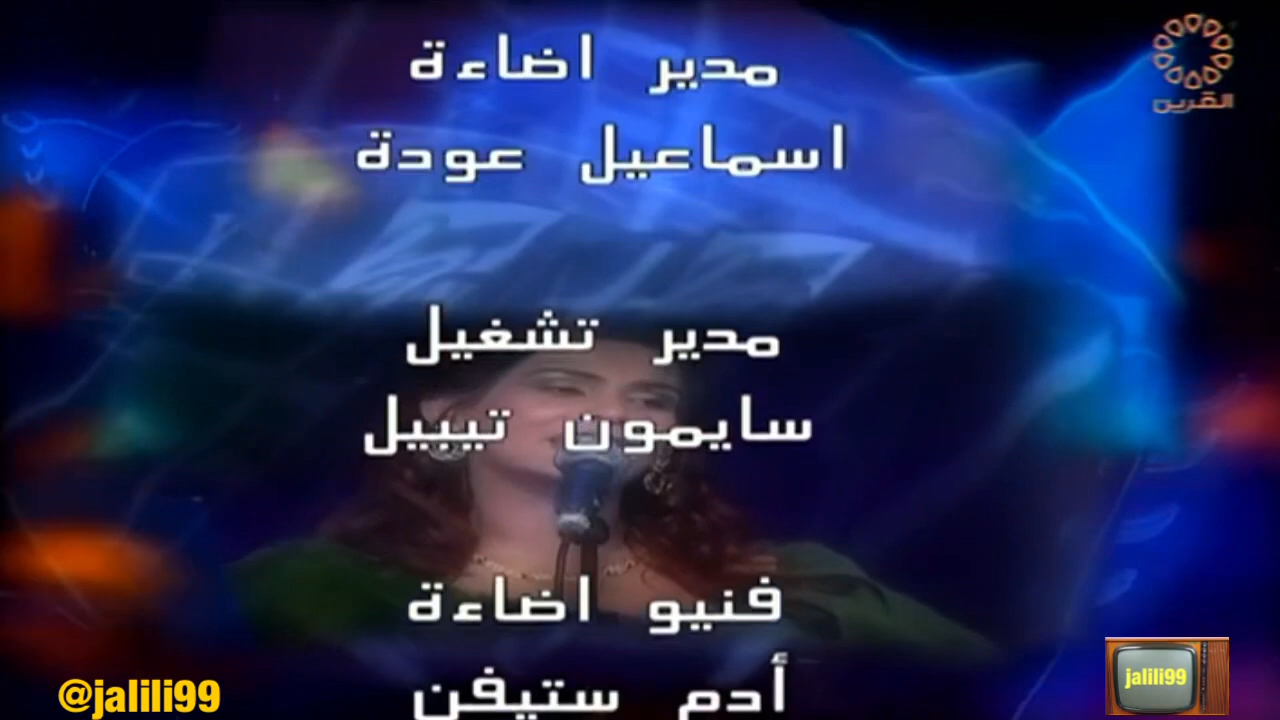 القرين
مدير اضاءة
اسماعيل عودة
مدير تشغيل
سايمون تيبيل
فنيو اضاءة
أدم ستيفن
@jalili99
jalili99